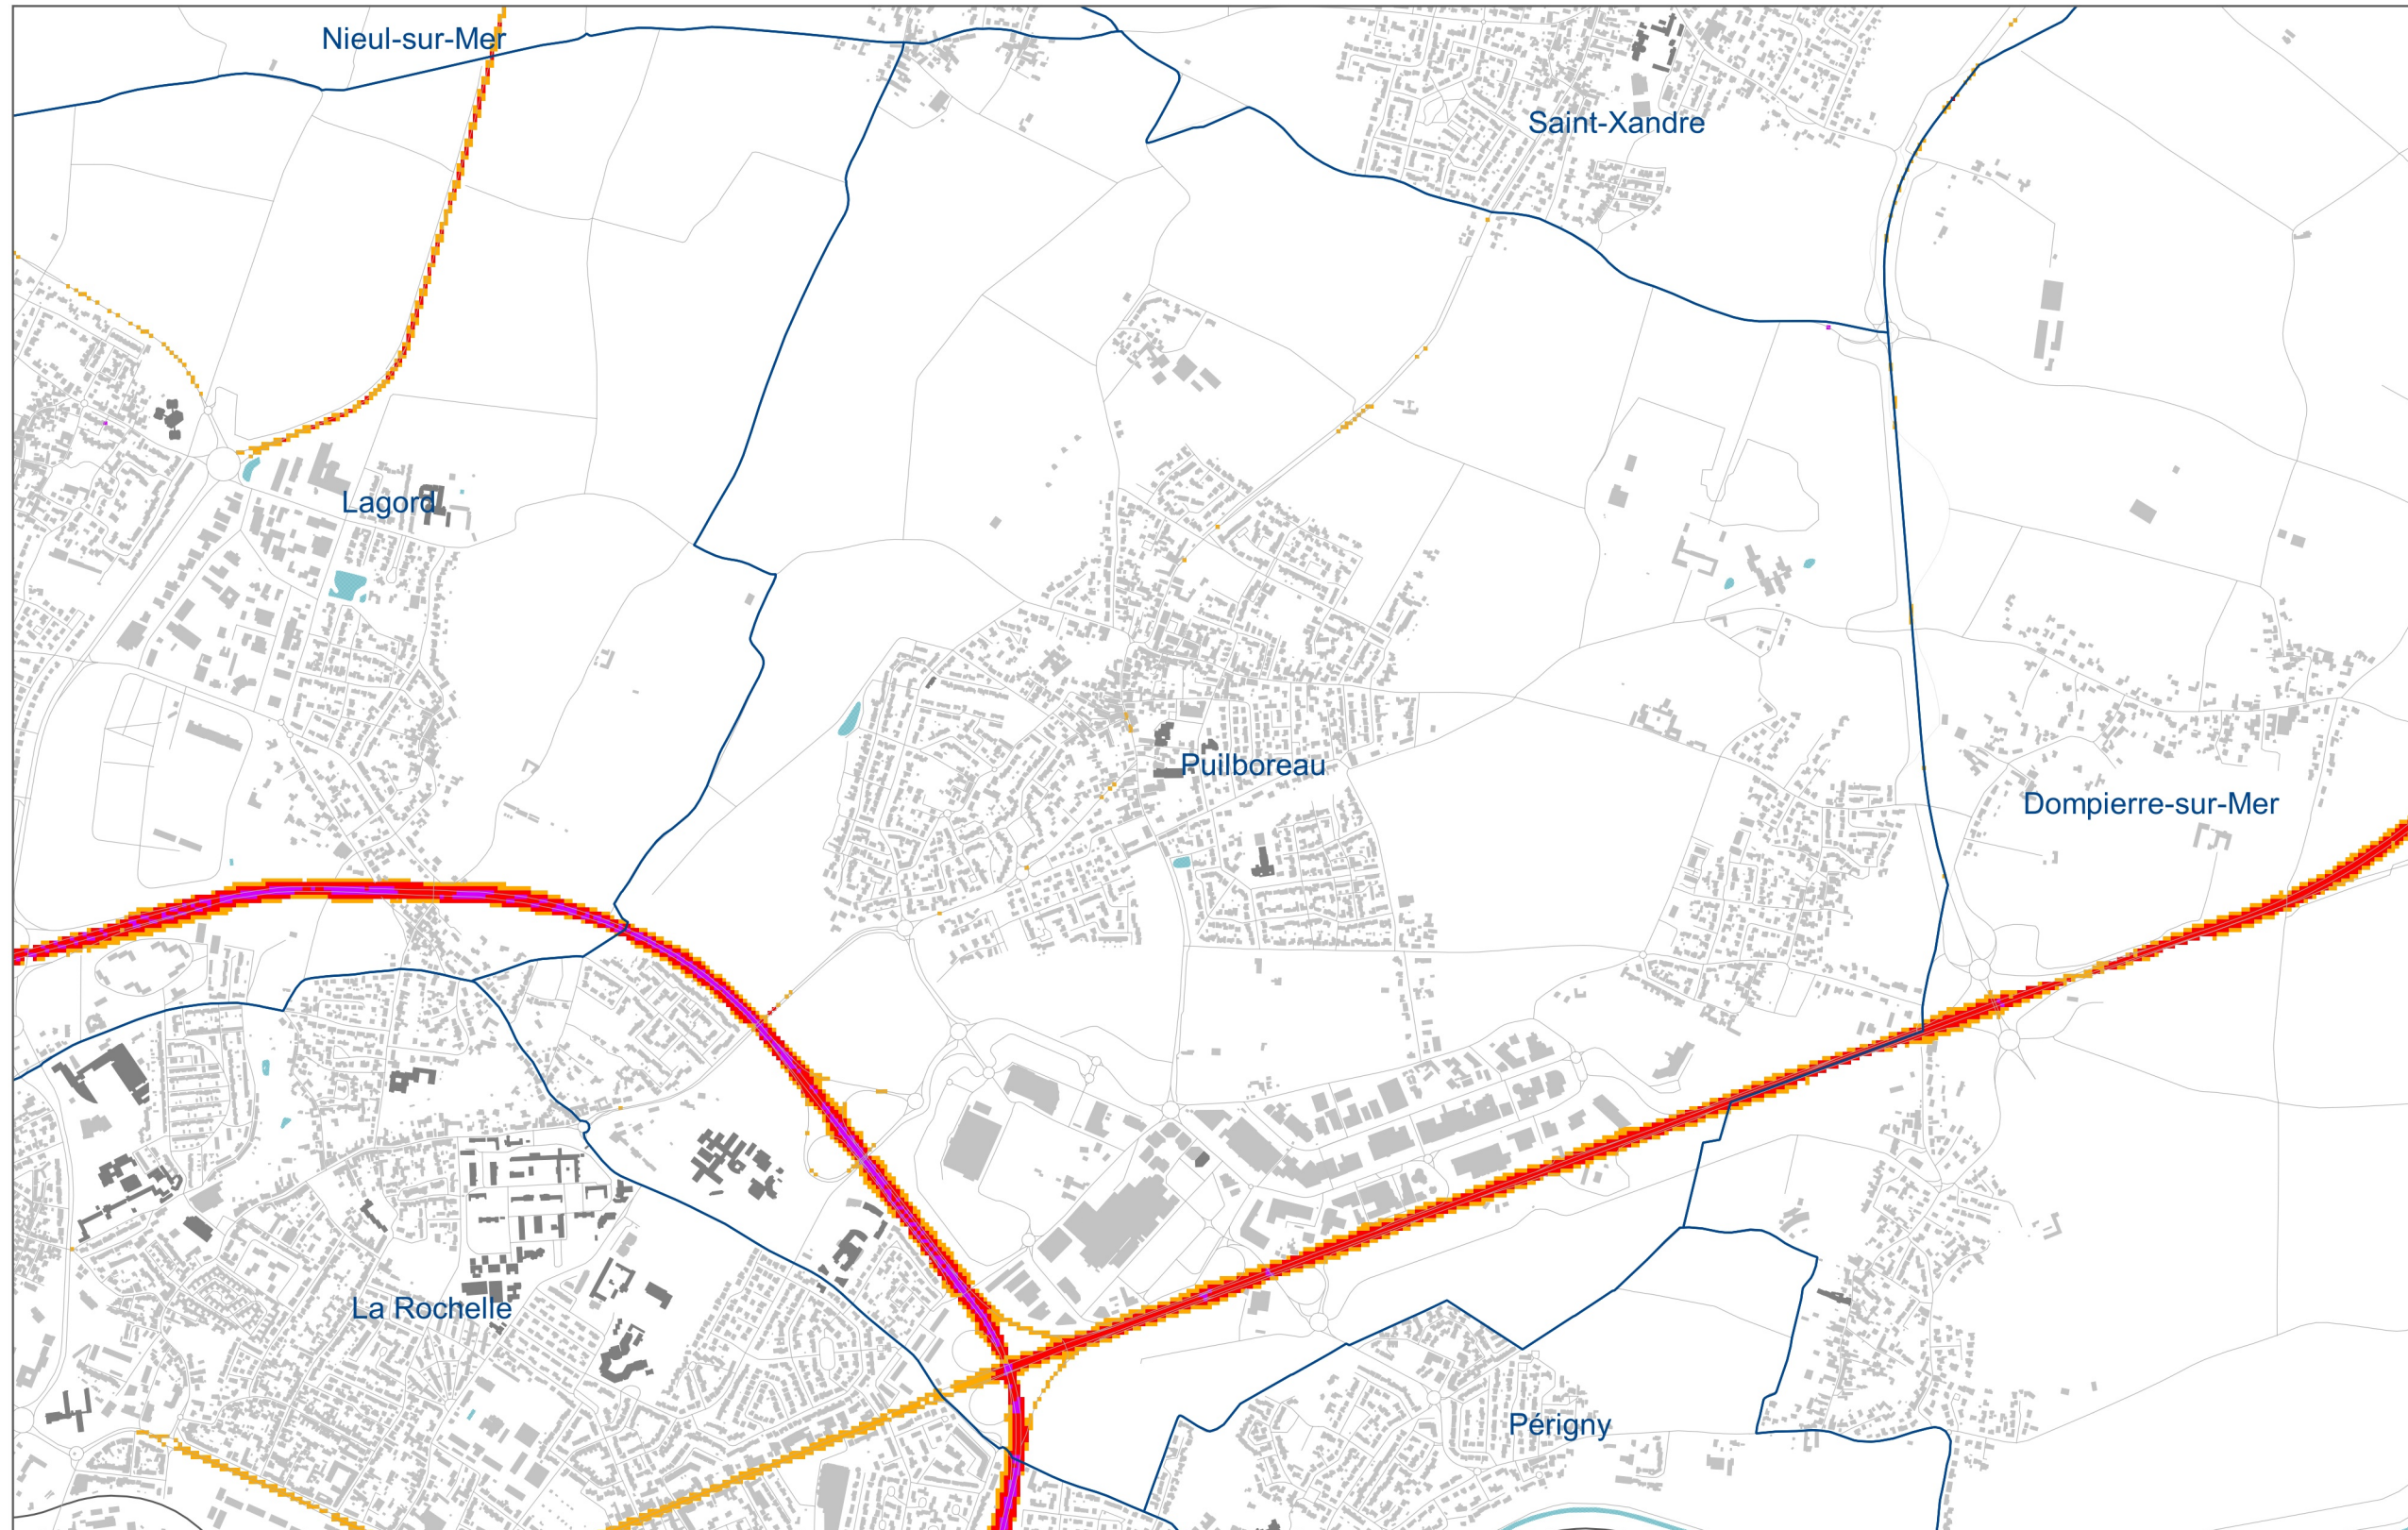 Nieul-sur-Mer
Saint-Xandre
Lagord
Puilboreau
Dompierre-sur-Mer
La Rochelle
Périgny